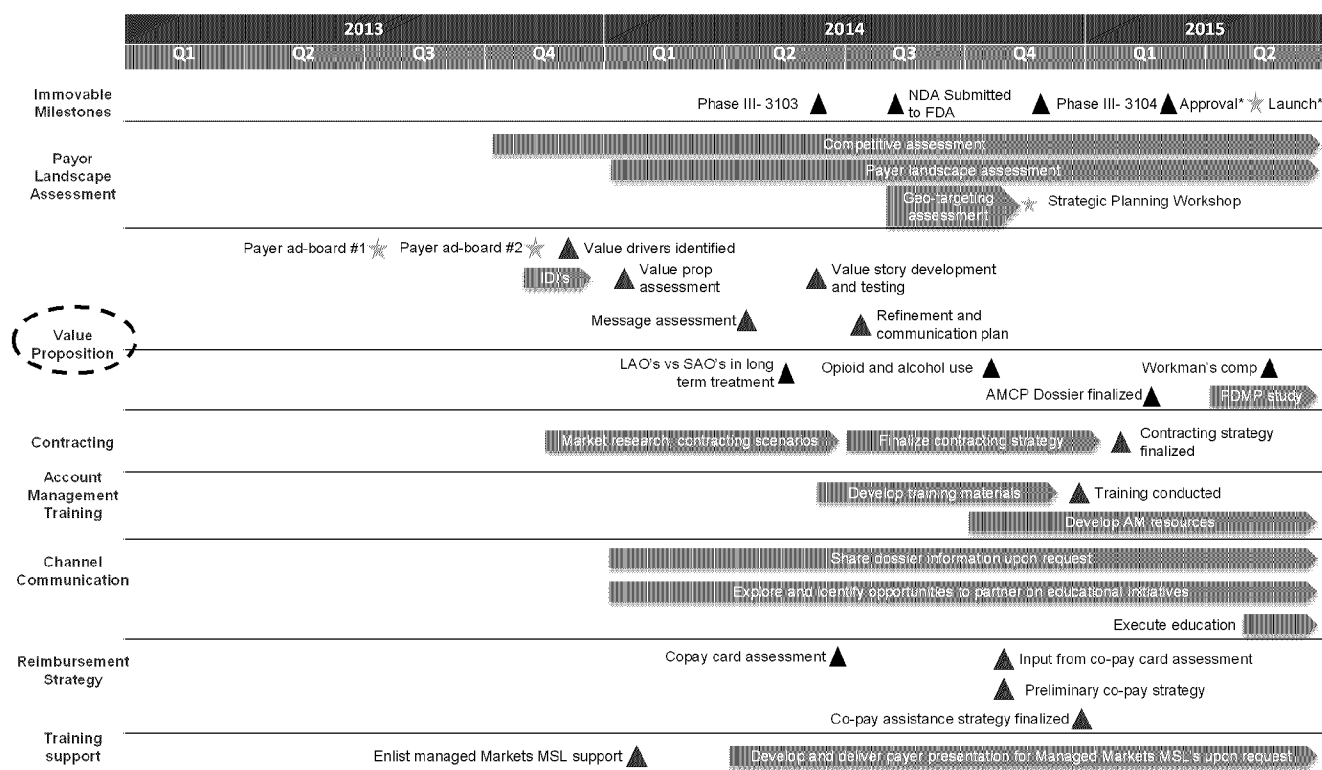 2013 2014 2015
Q1 Q2 Q3 Q4 Q1 Q2 Q3 Q4 Q1 Q2
Immovable
Milestones
Phase III- 3103
NDA Submitted
to FDA
Phase III- 3104
Approval*
Launch*
Payor
Landscape
Assessment
Competitive assessment
Payer landscape assessment
Geo-targeting
assessment
Strategic Planning Workshop
Value
Proposition
Payer ad-board #1
Payer ad-board #2
Value drivers identified
IDI's
Value prop
assessment
Value story development
and testing
Message assessment
Refinement and
communication plan
LAO's vs SAO's in long
term treatment
Opioid and alcohol use
Workman's comp
AMCP Dossier finalized
PDMP study
Contracting
Market research, contracting scenarios
Finalize contracting strategy
Contracting strategy
finalized
Account
Management
Training
Develop training materials
Training conducted
Develop AM resources
Channel
Communication
Share dossier information upon request
Explore and identify opportunities to partner on educational initiatives
Execute education
Reimbursement
Strategy
Copay card assessment
Input from co-pay card assessment
Preliminary co-pay strategy
Co-pay assistance strategy finalized
Training
support
Enlist managed Markets MSL support
Develop and deliver payer presentation for Managed Markets MSL's upon request